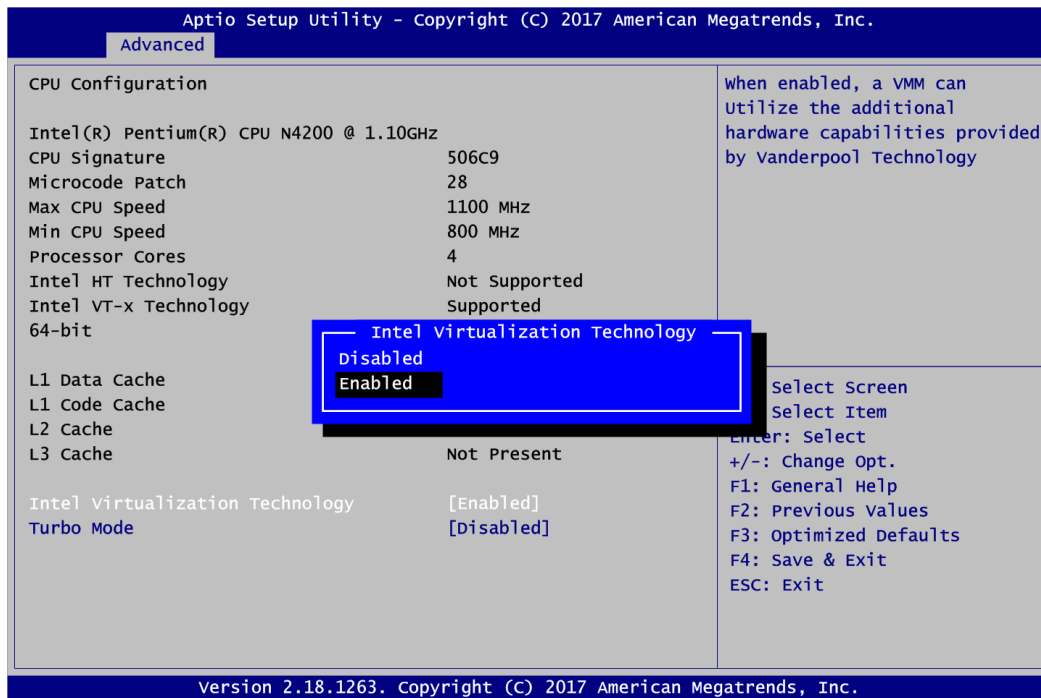 Aptio Setup Utility – Copyright (C) 2017 American Megatrends, Inc.
Advanced
CPU Configuration
Intel(R) Pentium(R) CPU N4200 @ 1.10GHz
CPU Signature 506C9
Microcode Patch 28
Max CPU Speed 1100 MHz
Min CPU Speed 800 MHz
Processor Cores 4
Intel HT Technology Not Supported
Intel VT-x Technology Supported
64-bit
L1 Data Cache
L1 Code Cache
L2 Cache
L3 Cache Not Present
Intel Virtualization Technology [Enabled]
Turbo Mode [Disabled]
Intel Virtualization Technology
Disabled
Enabled
When enabled, a VMM can
Utilize the additional
hardware capabilities provided
by Vanderpool Technology
Select Screen
Select Item
Enter: Select
+/-: Change Opt.
F1: General Help
F2: Previous Values
F3: Optimized Defaults
F4: Save & Exit
ESC: Exit
Version 2.18.1263. Copyright (C) 2017 American Megatrends, Inc.